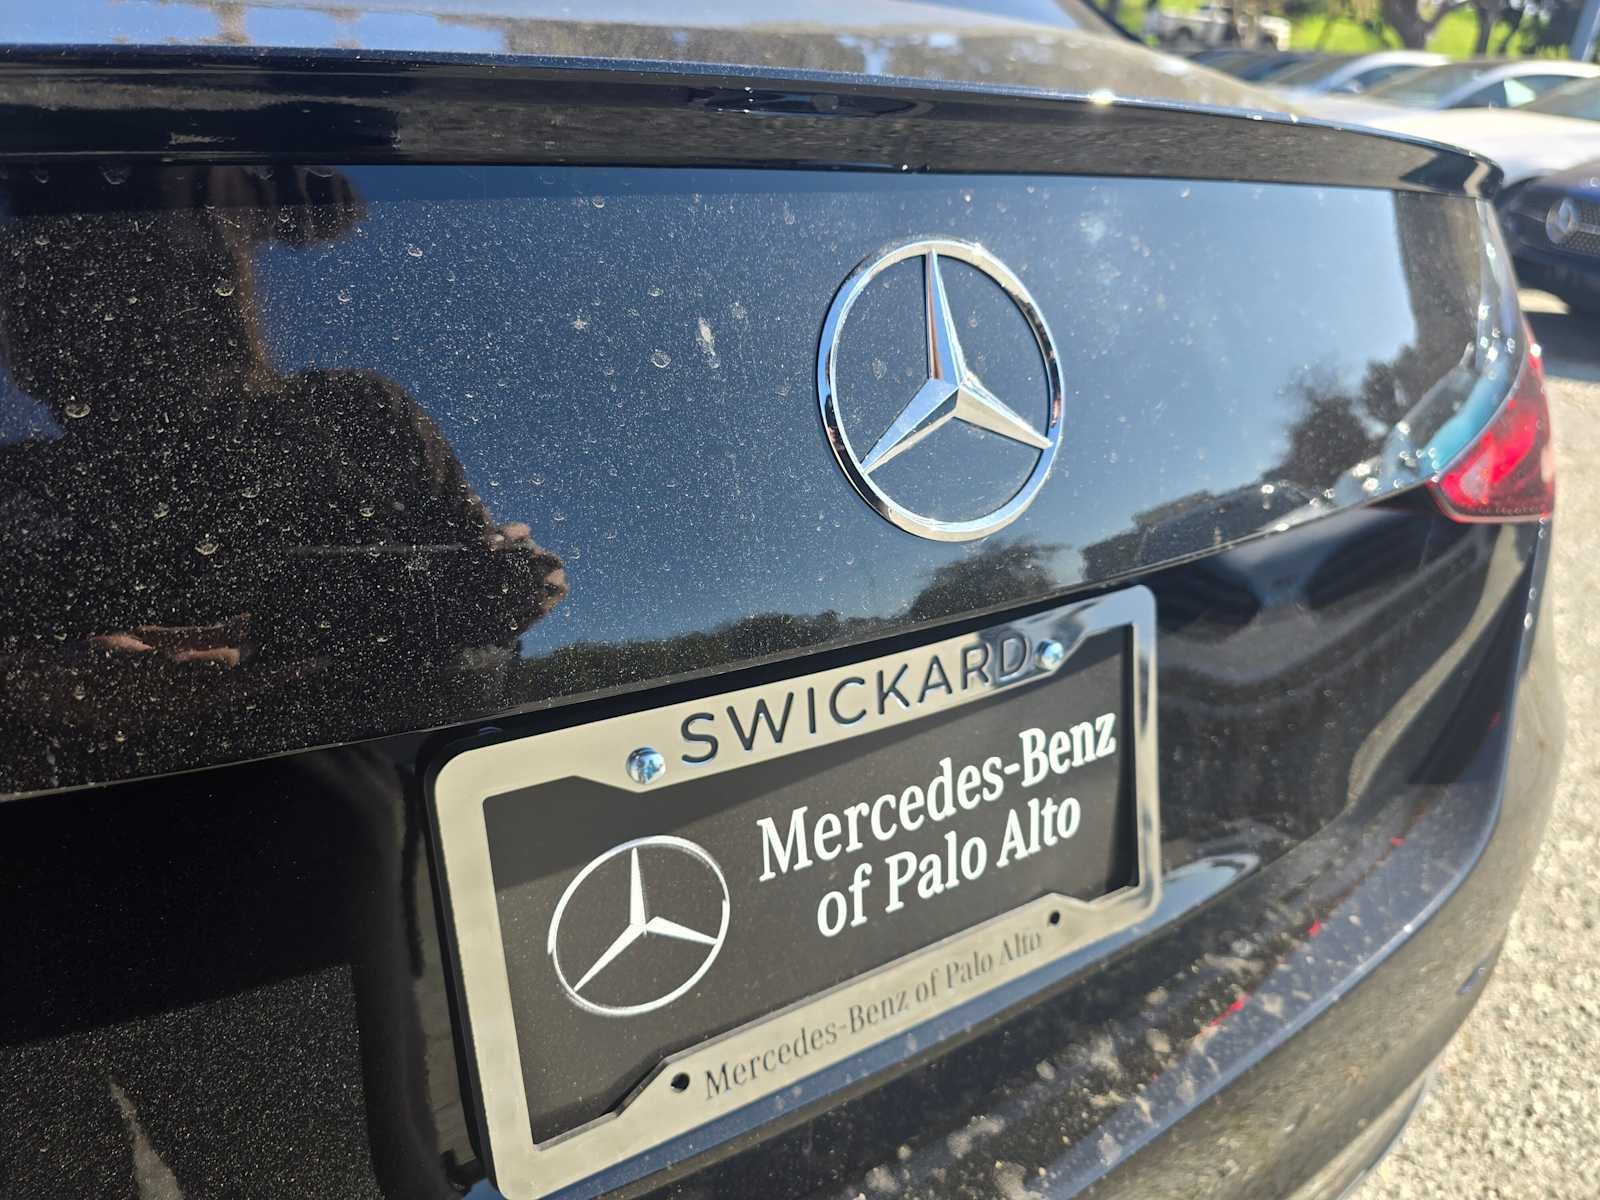 SWICKARD
Mercedes-Benz
of Palo Alto
Mercedes-Benz of Palo Alto